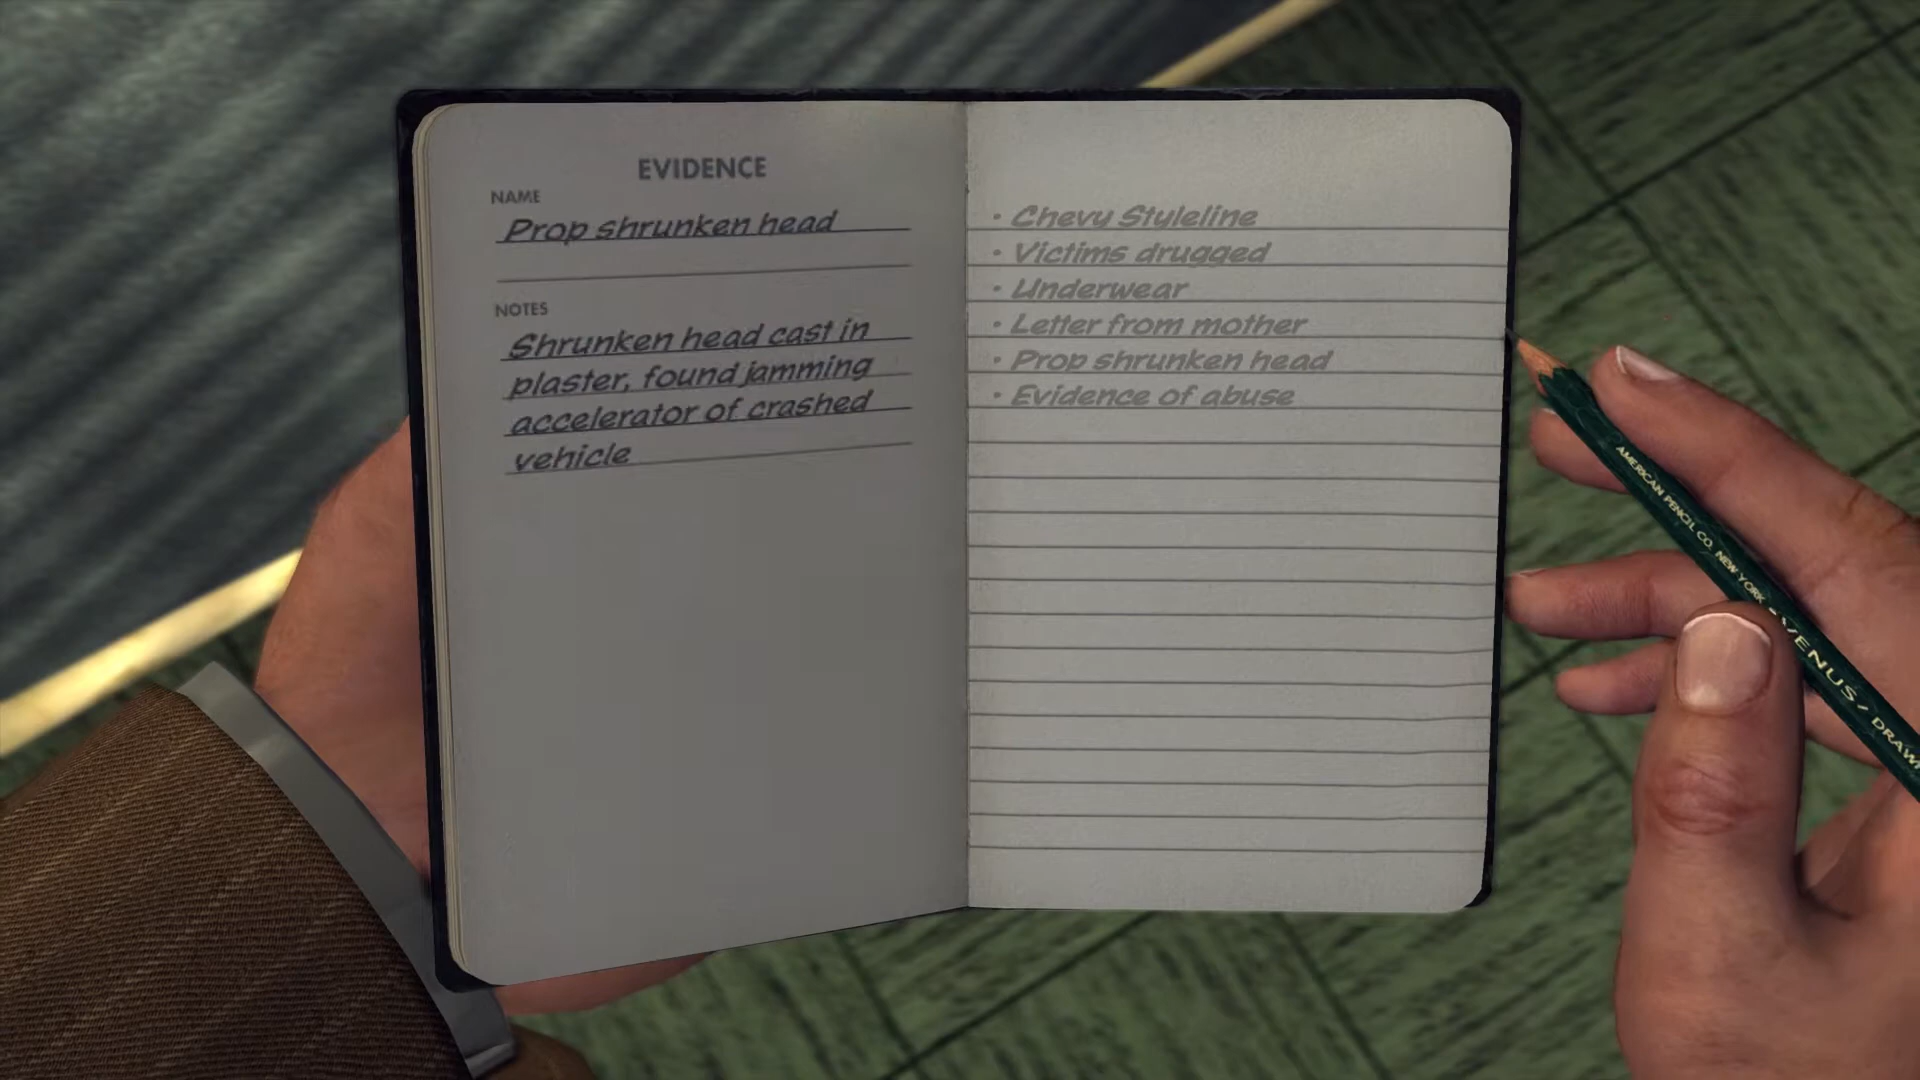 EVIDENCE
NAME
Prop shrunken head
NOTES
Shrunken head cast in
plaster, found jamming
accelerator of crashed
vehicle
• Chevy Styleline
• Victims drugged
• Underwear
• Letter from mother
• Prop shrunken head
• Evidence of abuse
AMERICAN PENCIL CO. NEW YORK VENUS / DRAW